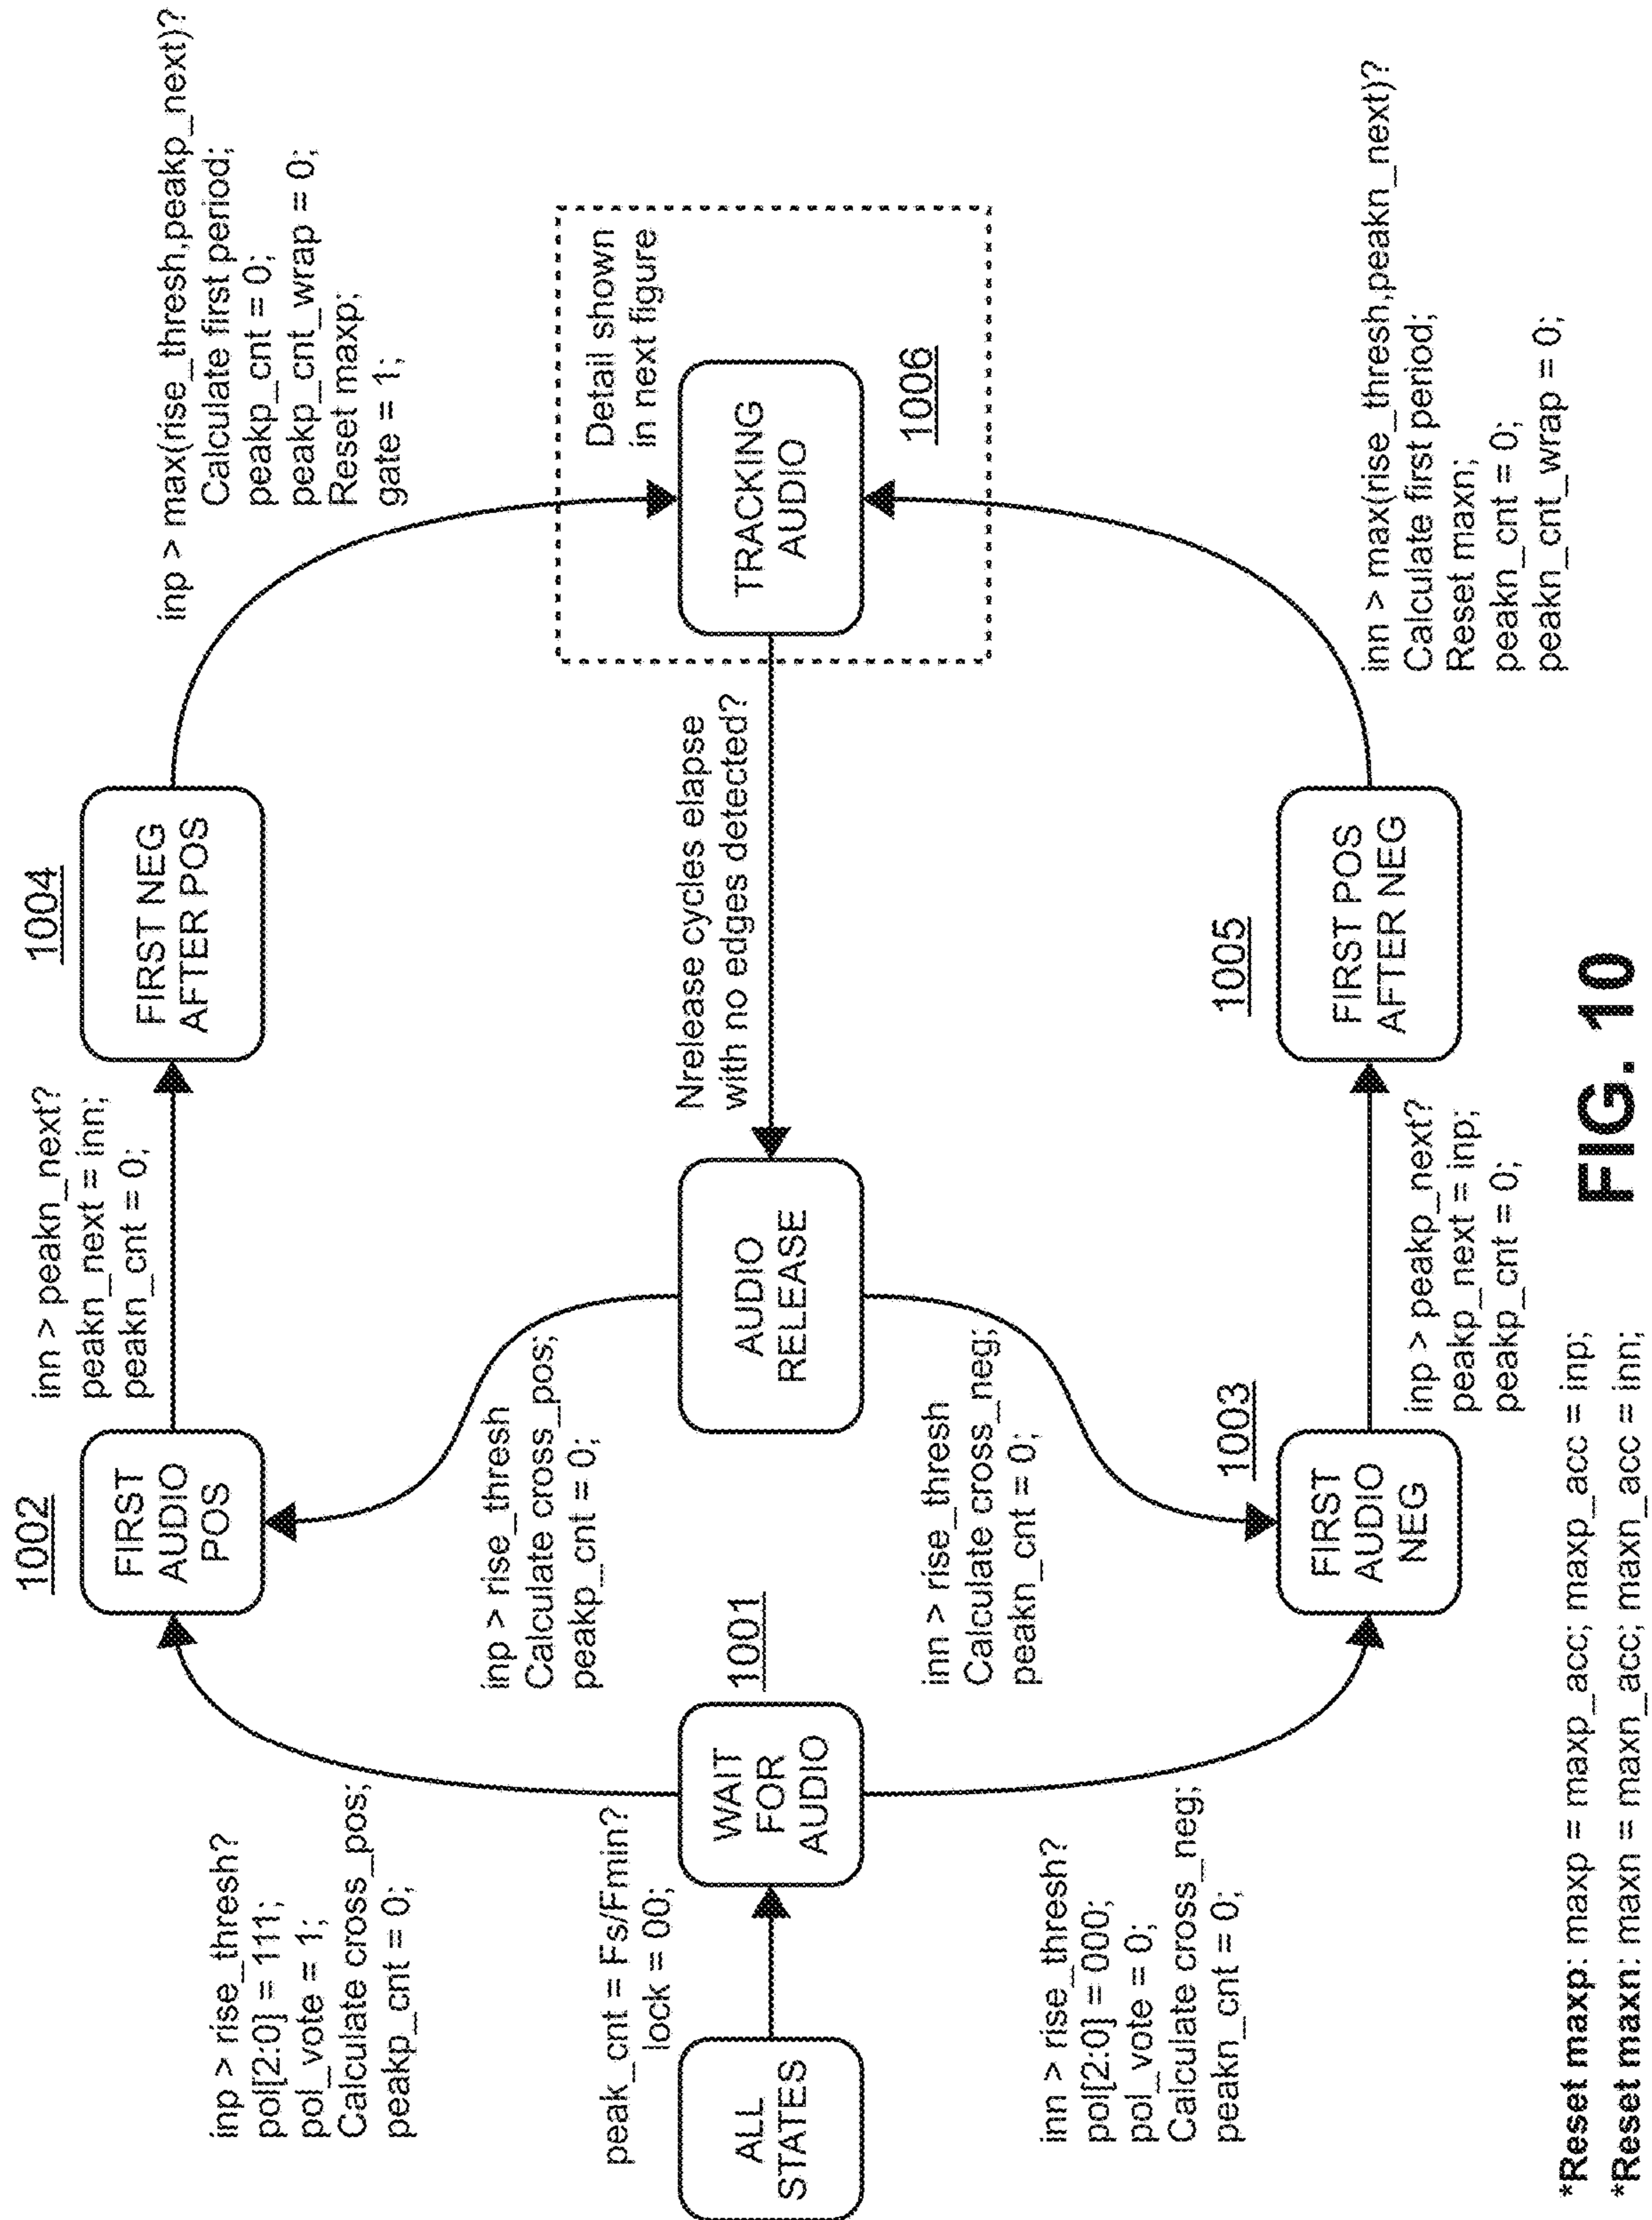 1002
FIRST
AUDIO
POS
inn > peakn_next?
peakn_next = inn;
peakn_cnt = 0;
1004
FIRST NEG
AFTER POS
inp > max(rise_thresh,peakp_next)?
Calculate first period;
peakp_cnt = 0;
peakp_cnt_wrap = 0;
Reset maxp;
gate = 1;
inp > rise_thresh?
pol[2:0] = 111;
pol_vote = 1;
Calculate cross_pos;
peakp_cnt = 0;
inp > rise_thresh
Calculate cross_pos;
peakp_cnt = 0;
peak_cnt = Fs/Fmin?
lock = 00;
ALL
STATES
WAIT
FOR
AUDIO
1001
AUDIO
RELEASE
Nrelease cycles elapse
with no edges detected?
Detail shown
in next figure
TRACKING
AUDIO
1006
inn > rise_thresh
Calculate cross_neg;
peakn_cnt = 0;
inn > rise_thresh?
pol[2:0] = 000;
pol_vote = 0;
Calculate cross_neg;
peakn_cnt = 0;
1003
FIRST
AUDIO
NEG
inp > peakp_next?
peakp_next = inp;
peakp_cnt = 0;
1005
FIRST POS
AFTER NEG
inn > max(rise_thresh,peakn_next)?
Calculate first period;
Reset maxn;
peakn_cnt = 0;
peakn_cnt_wrap = 0;
*Reset maxp: maxp = maxp_acc; maxp_acc = inp;
*Reset maxn: maxn = maxn_acc; maxn_acc = inn;
FIG. 10